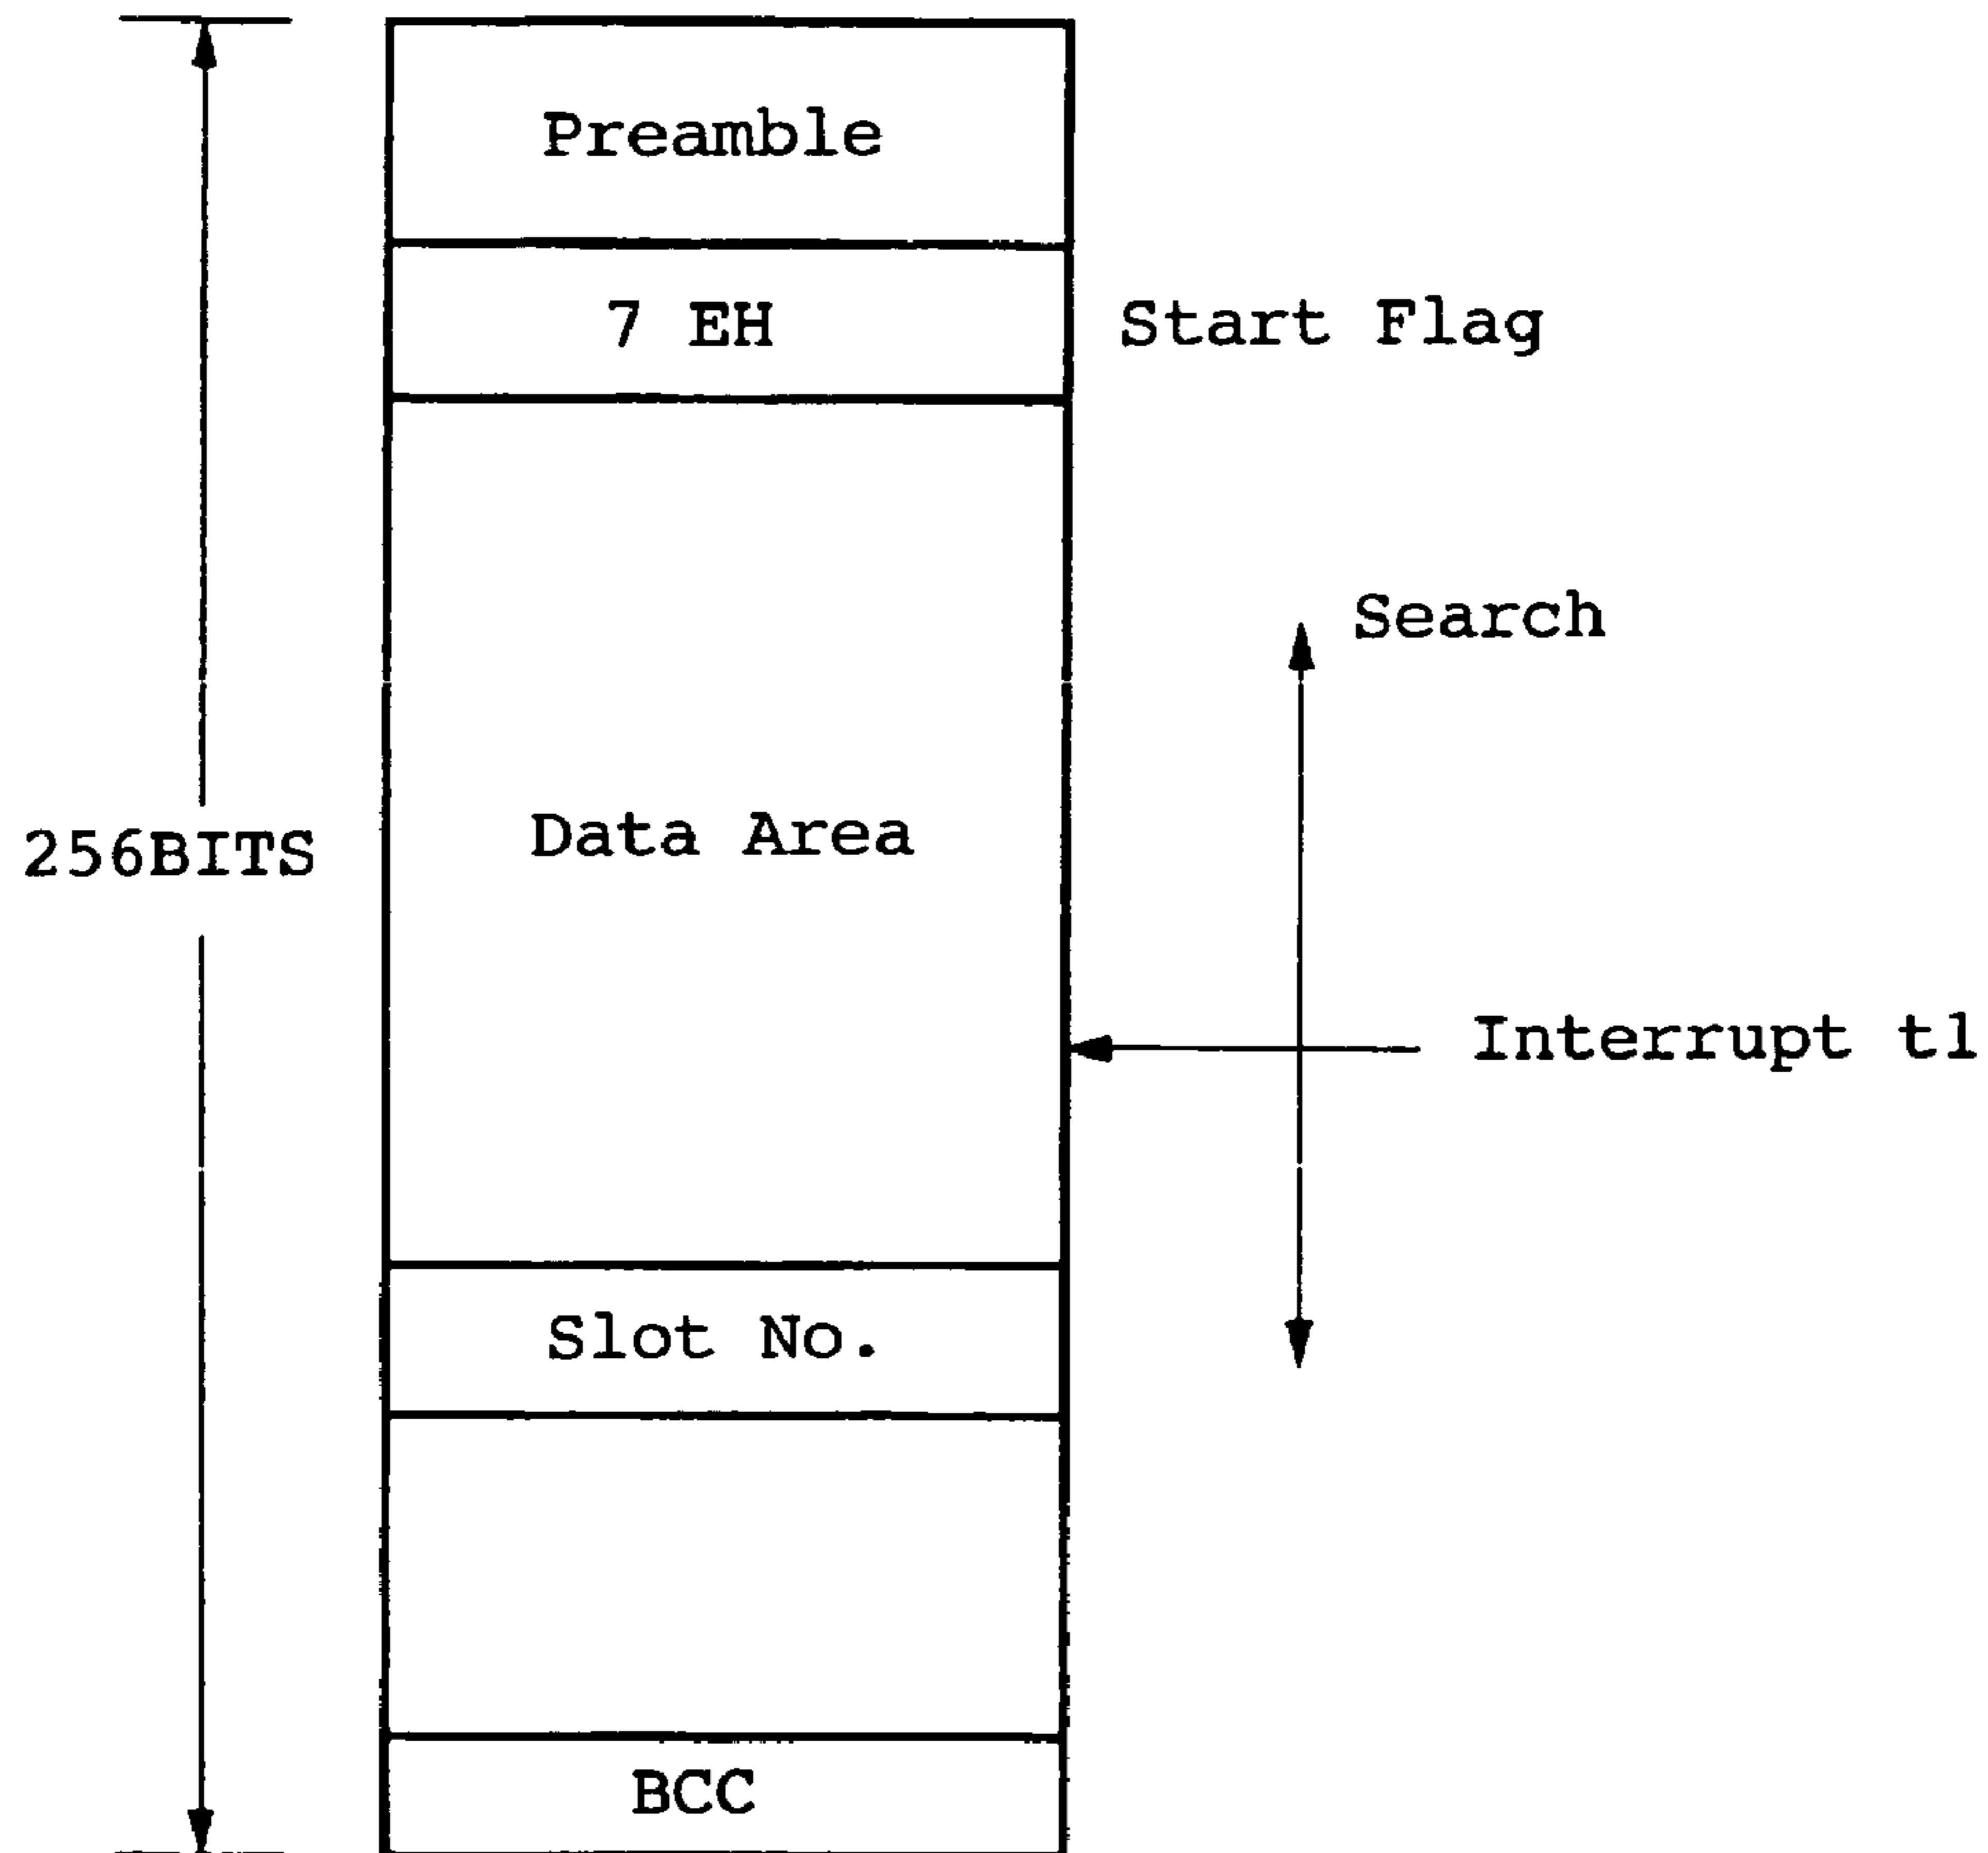 Preamble
7 EH
Start Flag
Search
256BITS
Data Area
Interrupt t1
Slot No.
BCC